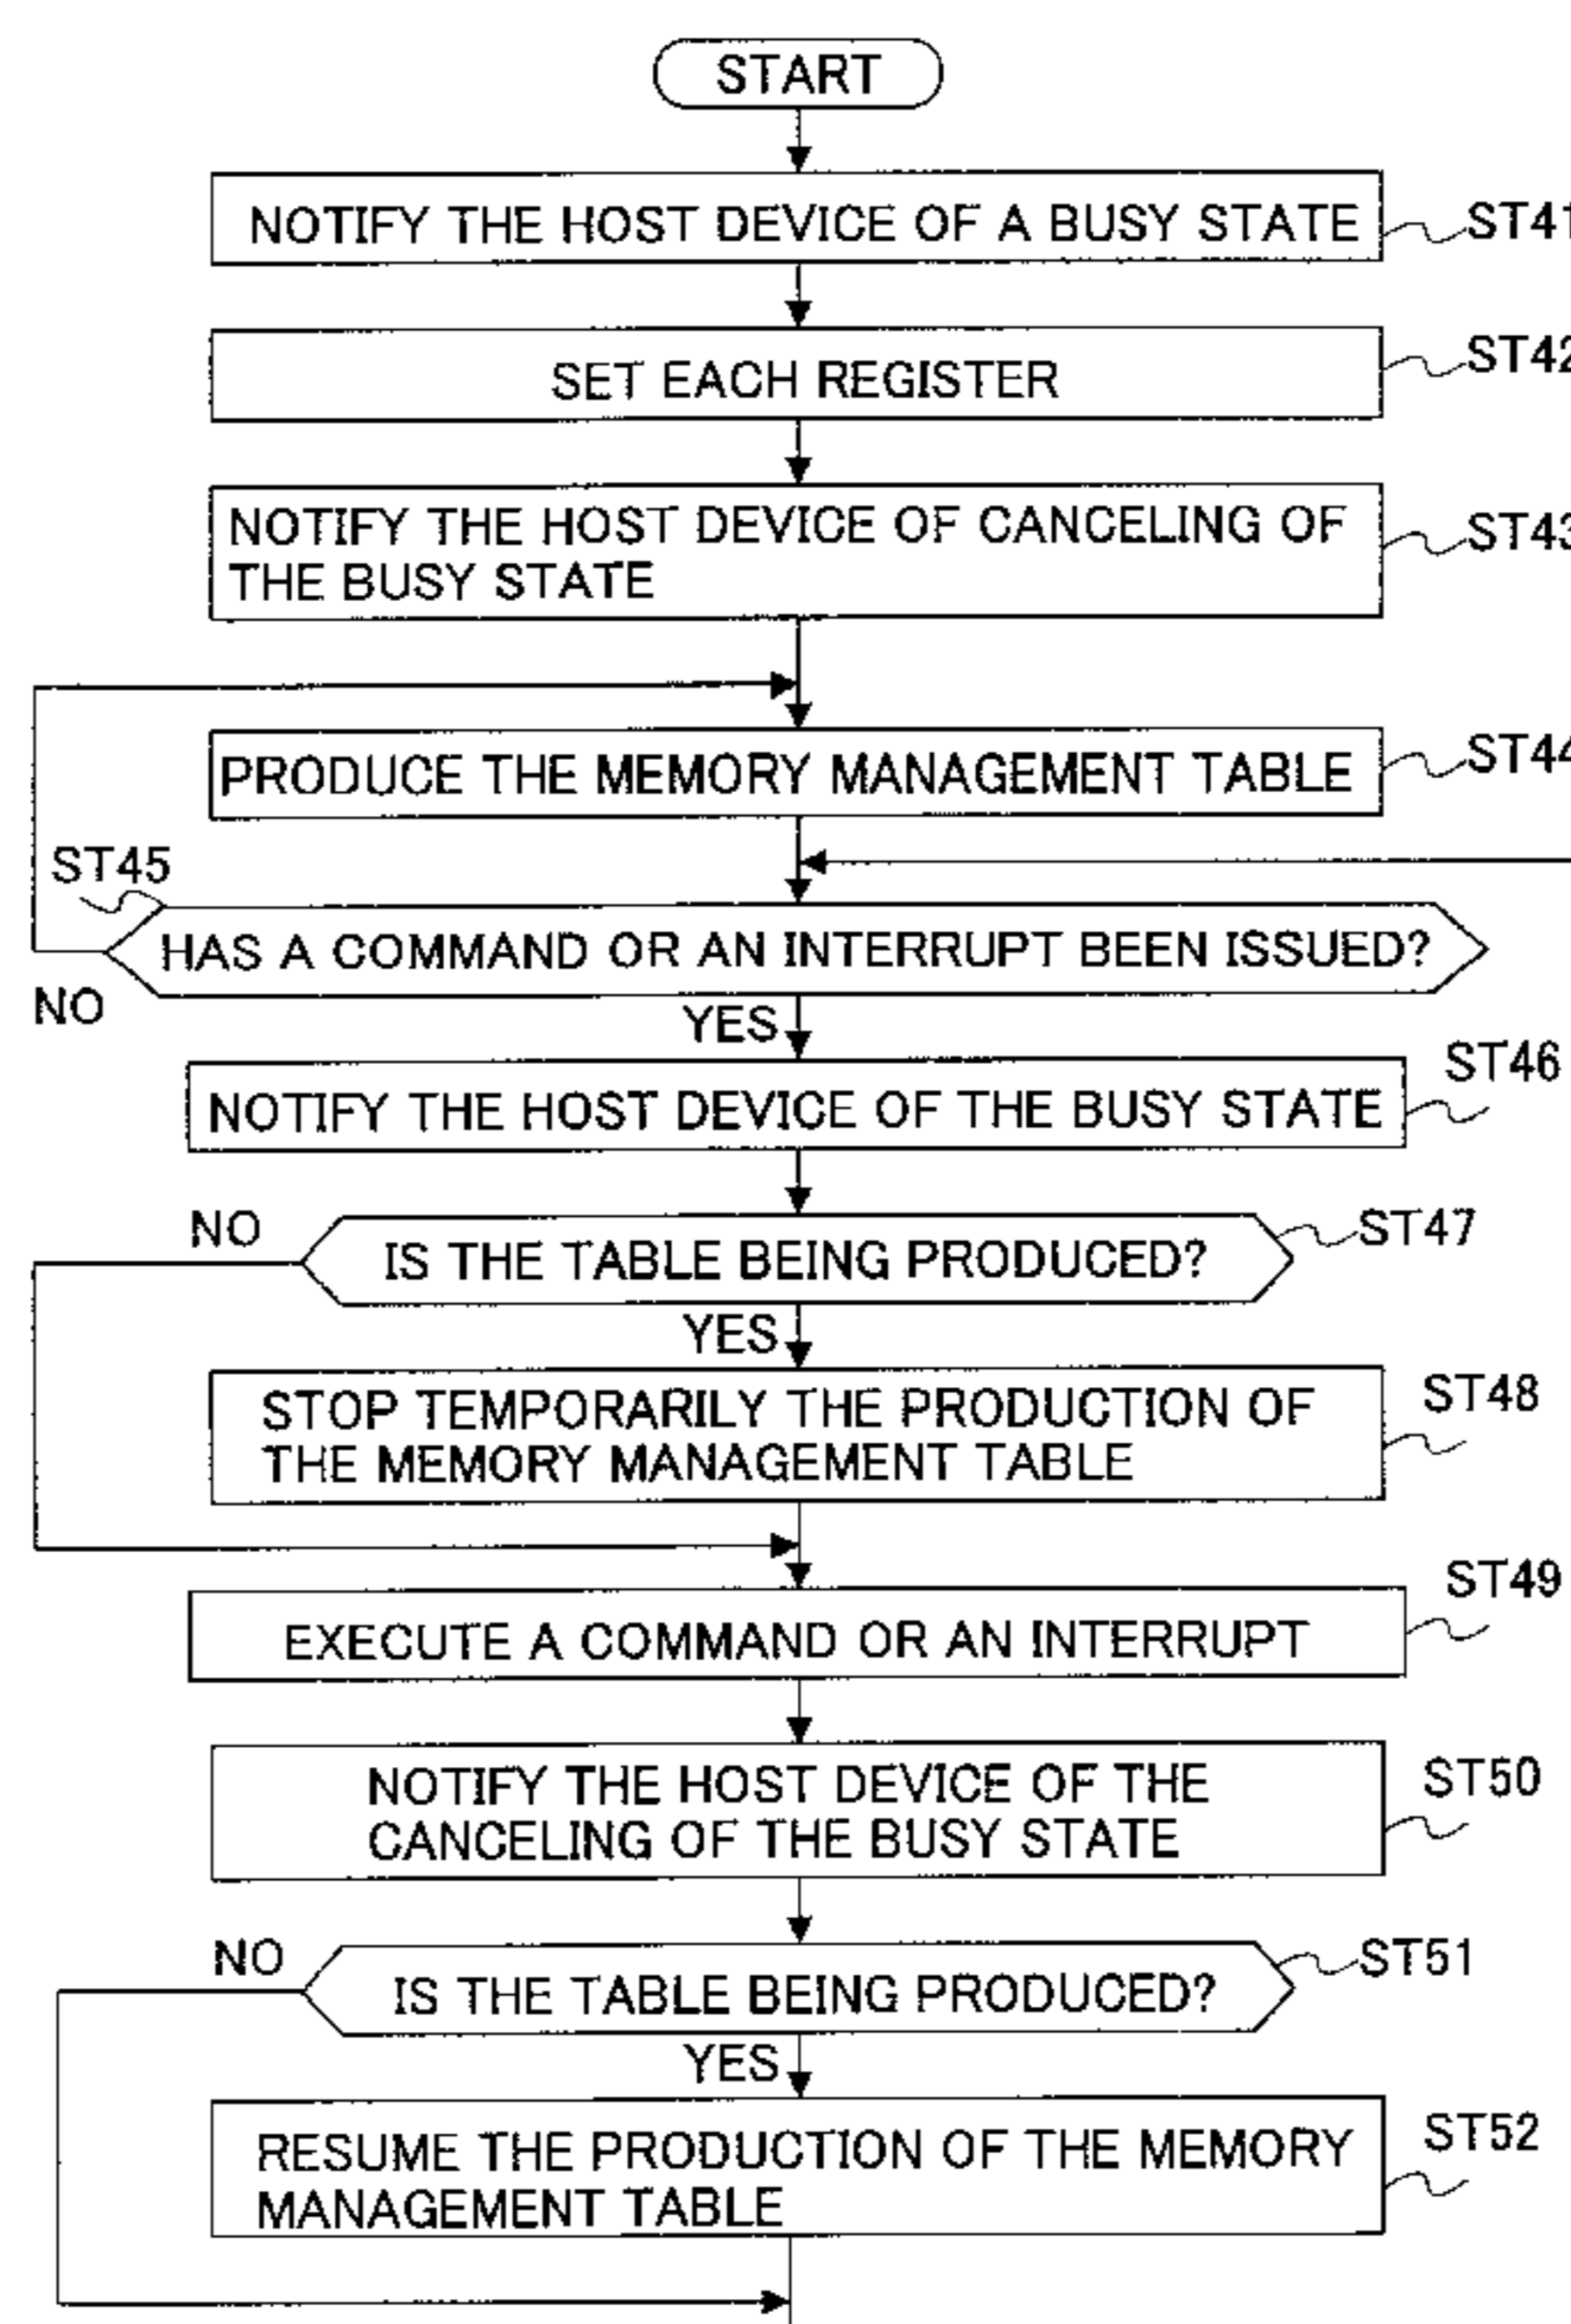 START
NOTIFY THE HOST DEVICE OF A BUSY STATE
ST41
SET EACH REGISTER
ST42
NOTIFY THE HOST DEVICE OF CANCELING OF
THE BUSY STATE
ST43
PRODUCE THE MEMORY MANAGEMENT TABLE
ST44
ST45
HAS A COMMAND OR AN INTERRUPT BEEN ISSUED?
NO
YES
ST46
NOTIFY THE HOST DEVICE OF THE BUSY STATE
NO
IS THE TABLE BEING PRODUCED?
ST47
YES
STOP TEMPORARILY THE PRODUCTION OF
THE MEMORY MANAGEMENT TABLE
ST48
ST49
EXECUTE A COMMAND OR AN INTERRUPT
NOTIFY THE HOST DEVICE OF THE
CANCELING OF THE BUSY STATE
ST50
NO
IS THE TABLE BEING PRODUCED?
ST51
YES
RESUME THE PRODUCTION OF THE MEMORY
MANAGEMENT TABLE
ST52